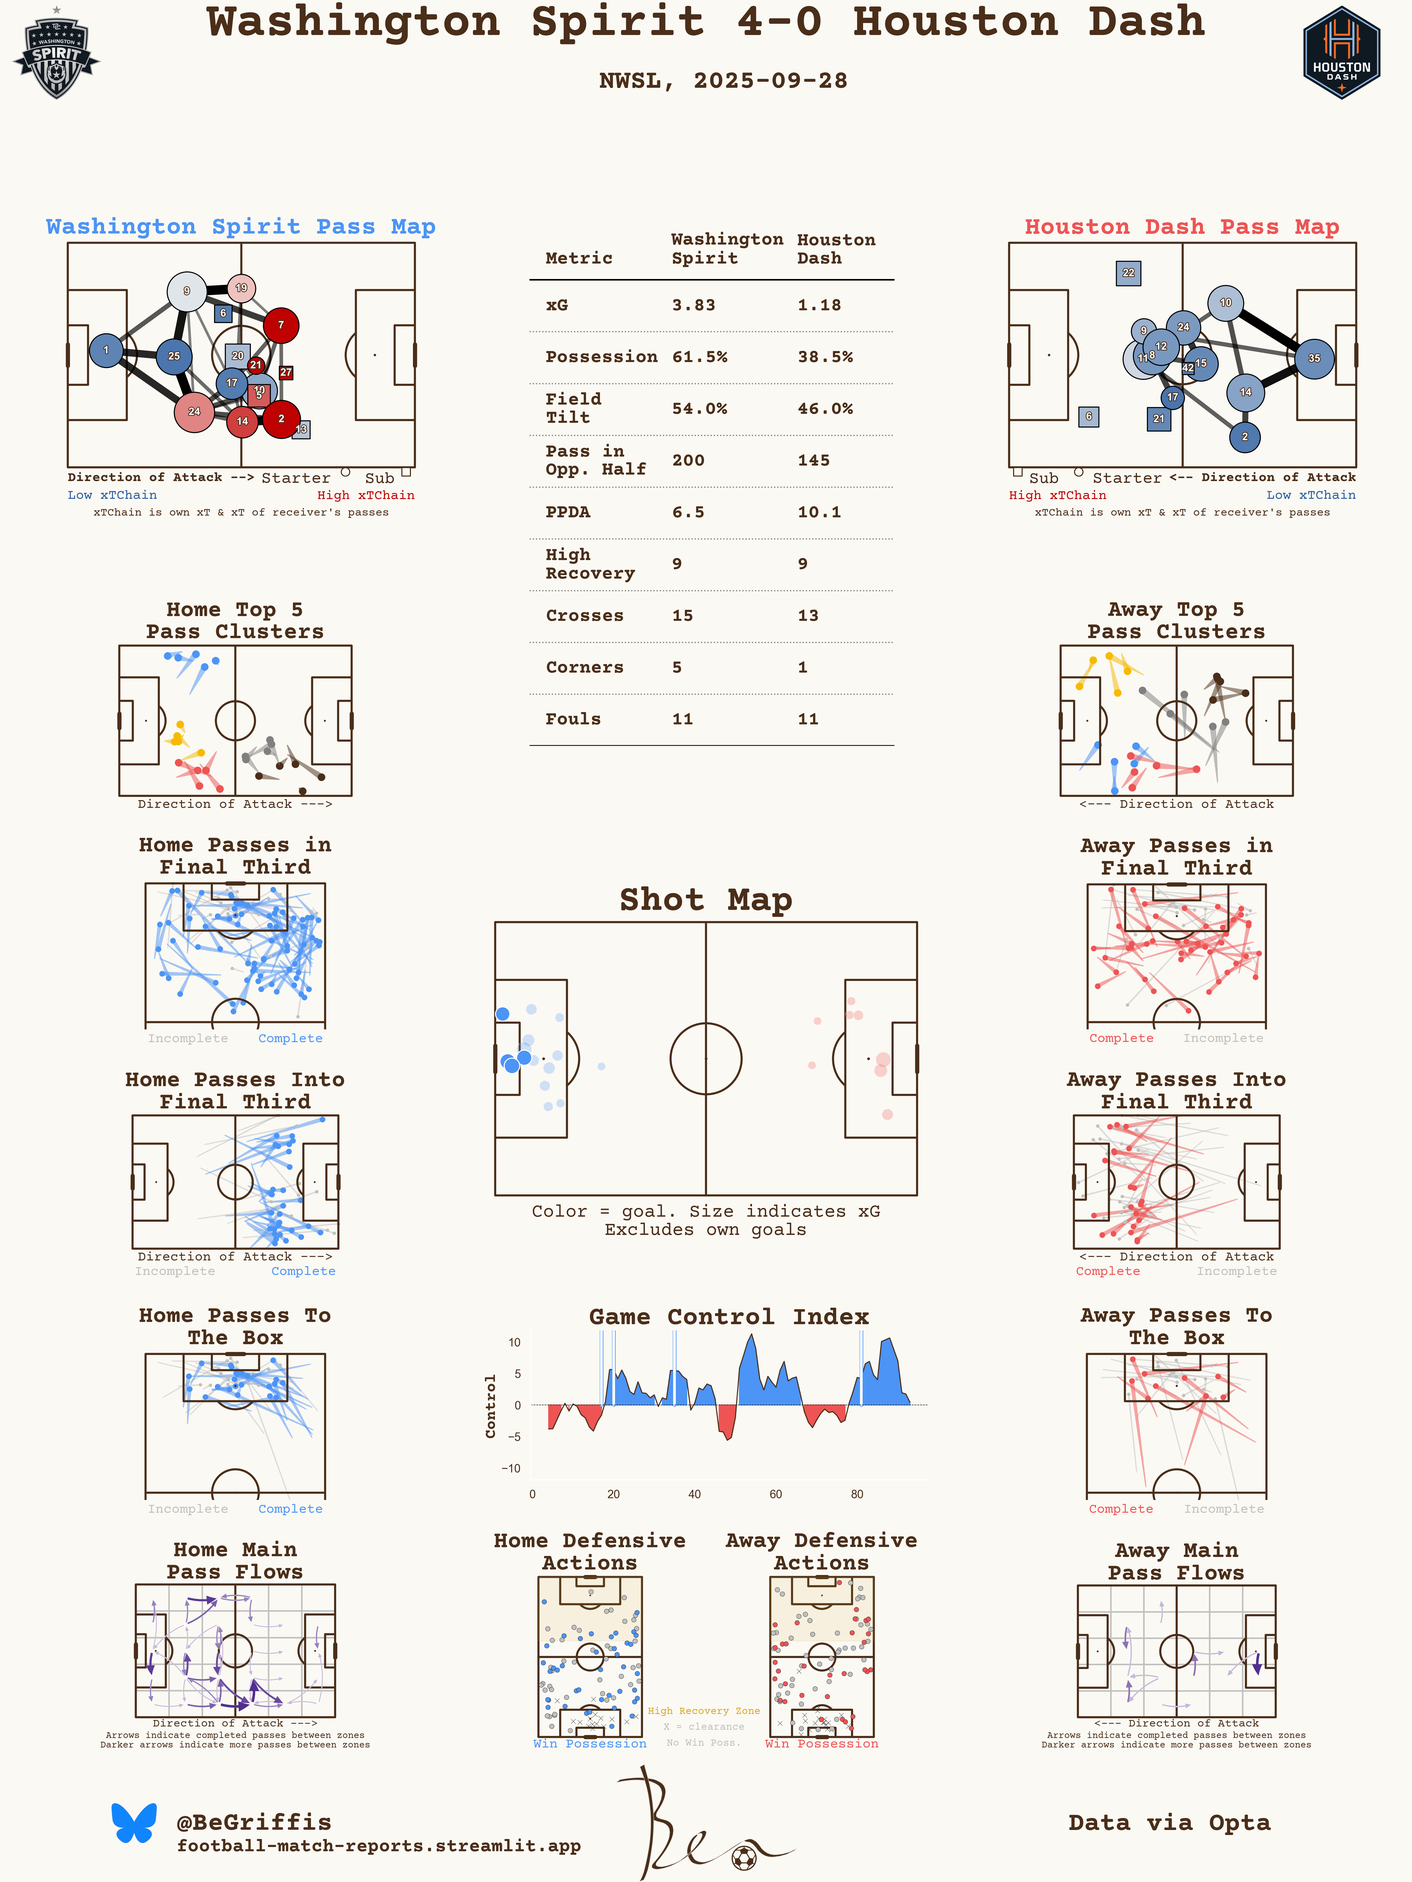 Washington Spirit 4-0 Houston Dash
NWSL, 2025-09-28
WASHINGTON
SPIRIT
HOUSTON
DASH
Washington Spirit Pass Map
9
19
6
7
1
25
20
21
27
17
10
5
24
14
2
13
Direction of Attack --> Starter Sub
Low xTChain High xTChain
xTChain is own xT & xT of receiver's passes
Metric Washington Spirit Houston Dash
xG 3.83 1.18
Possession 61.5% 38.5%
Field Tilt 54.0% 46.0%
Pass in Opp. Half 200 145
PPDA 6.5 10.1
High Recovery 9 9
Crosses 15 13
Corners 5 1
Fouls 11 11
Houston Dash Pass Map
22
10
9
24
12
11
8
42
15
35
17
14
6
21
2
Sub Starter <-- Direction of Attack
High xTChain Low xTChain
xTChain is own xT & xT of receiver's passes
Home Top 5
Pass Clusters
Direction of Attack --->
Away Top 5
Pass Clusters
<--- Direction of Attack
Home Passes in
Final Third
Incomplete Complete
Away Passes in
Final Third
Complete Incomplete
Shot Map
Color = goal. Size indicates xG
Excludes own goals
Home Passes Into
Final Third
Direction of Attack --->
Incomplete Complete
Away Passes Into
Final Third
<--- Direction of Attack
Complete Incomplete
Home Passes To
The Box
Incomplete Complete
Game Control Index
Control
10
5
0
−5
−10
0 20 40 60 80
Away Passes To
The Box
Complete Incomplete
Home Main
Pass Flows
Direction of Attack --->
Arrows indicate completed passes between zones
Darker arrows indicate more passes between zones
Home Defensive
Actions
Win Possession
High Recovery Zone
X = clearance
No Win Poss.
Away Defensive
Actions
Win Possession
Away Main
Pass Flows
<--- Direction of Attack
Arrows indicate completed passes between zones
Darker arrows indicate more passes between zones
@BeGriffis
football-match-reports.streamlit.app
Ben
Data via Opta